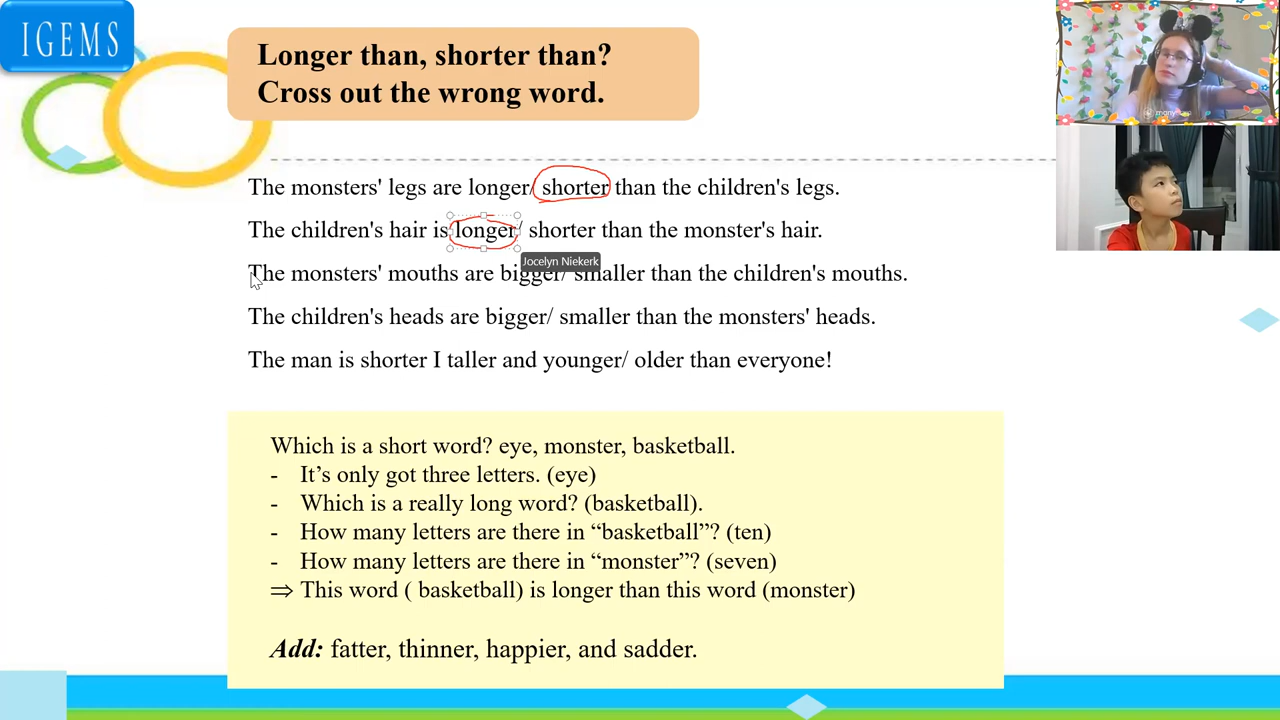 IGEMS
Longer than, shorter than?
Cross out the wrong word.
The monsters' legs are longer/ shorter than the children's legs.
The children's hair is longer/ shorter than the monster's hair.
Jocelyn Niekerk
The monsters' mouths are bigger/ smaller than the children's mouths.
The children's heads are bigger/ smaller than the monsters' heads.
The man is shorter I taller and younger/ older than everyone!
Which is a short word? eye, monster, basketball.
- It’s only got three letters. (eye)
- Which is a really long word? (basketball).
- How many letters are there in “basketball”? (ten)
- How many letters are there in “monster”? (seven)
⇒ This word ( basketball) is longer than this word (monster)
Add: fatter, thinner, happier, and sadder.